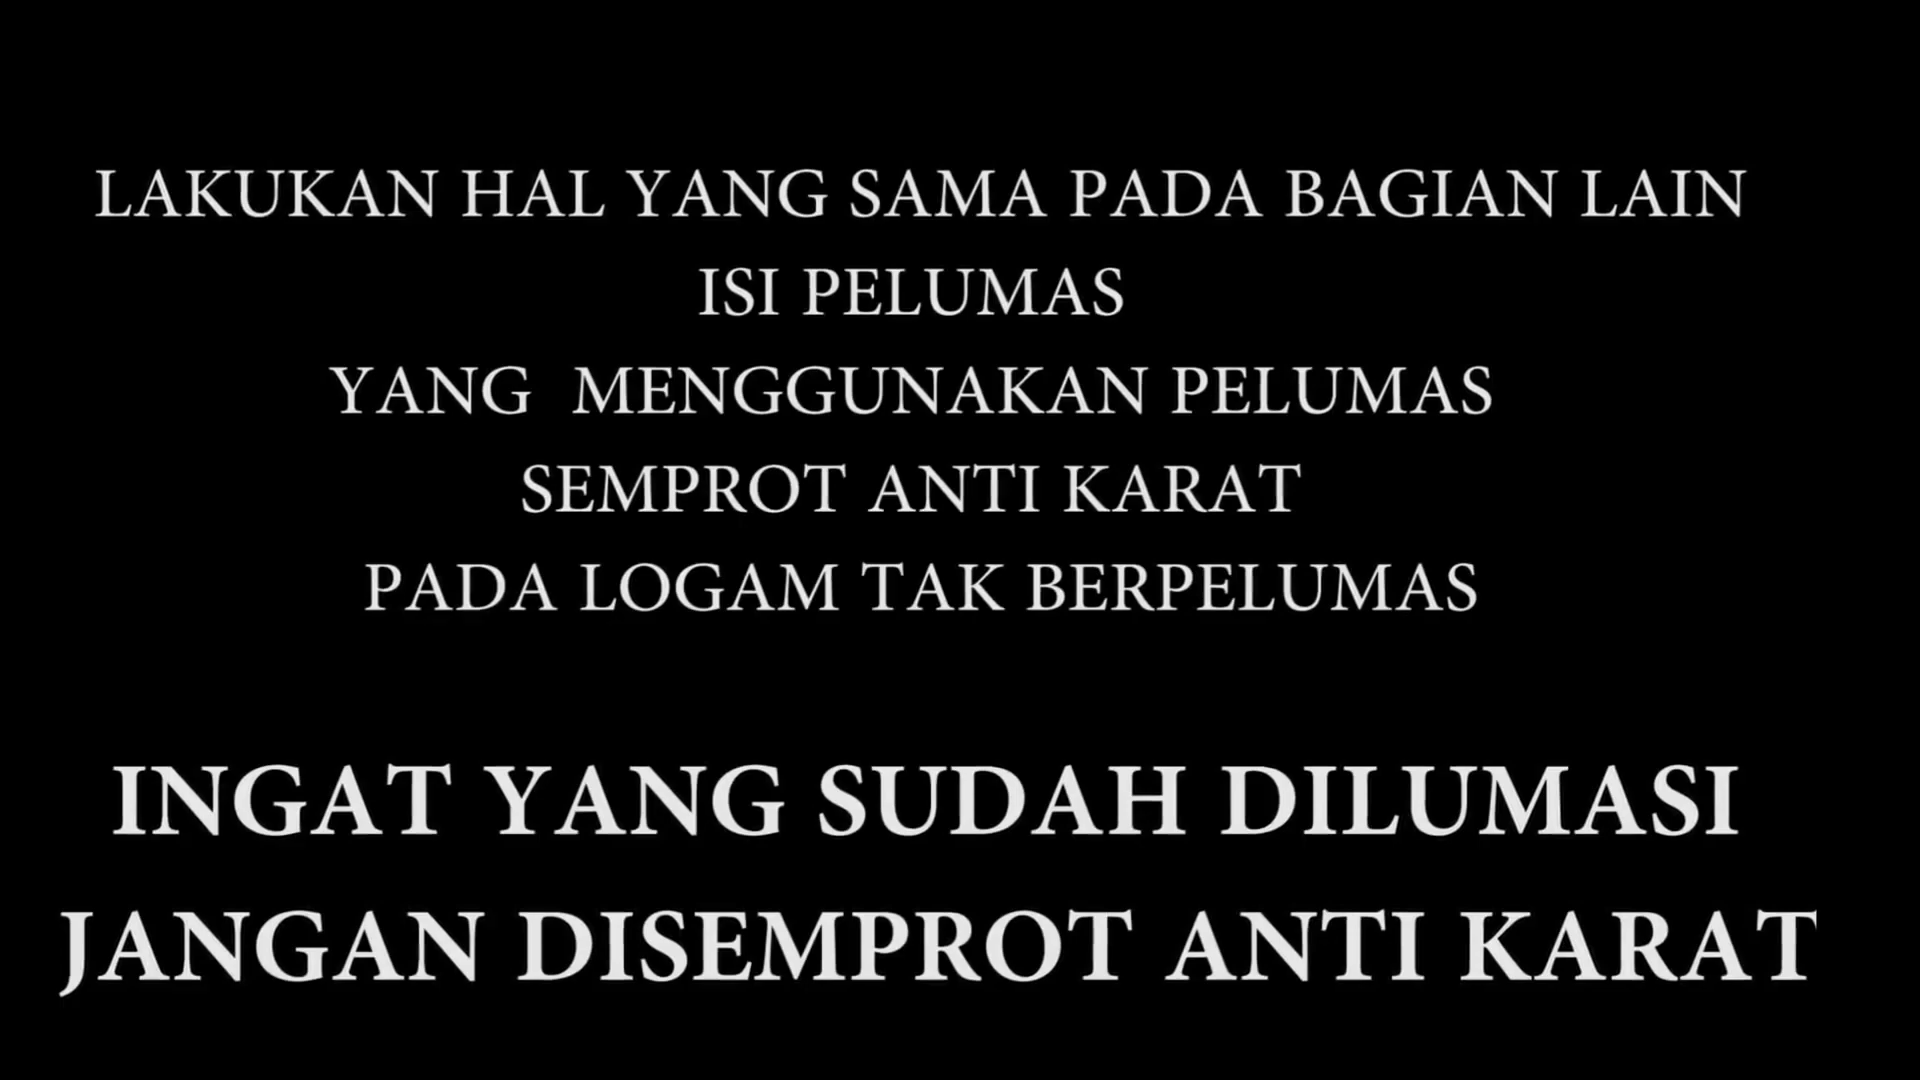 LAKUKAN HAL YANG SAMA PADA BAGIAN LAIN
ISI PELUMAS
YANG MENGGUNAKAN PELUMAS
SEMPROT ANTI KARAT
PADA LOGAM TAK BERPELUMAS
INGAT YANG SUDAH DILUMASI
JANGAN DISEMPROT ANTI KARAT